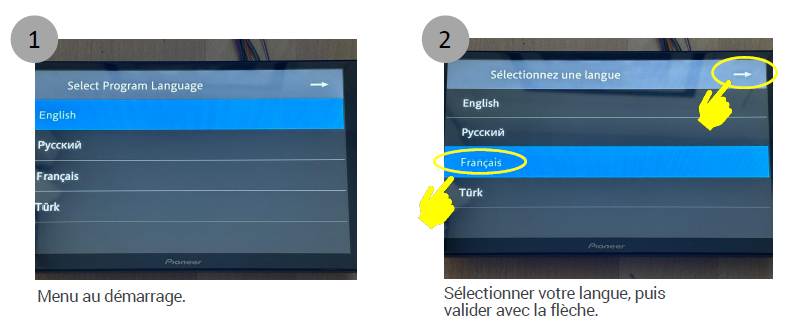 1
Select Program Language
English
Русский
Français
Türk
Pioneer
Menu au démarrage.
2
Sélectionnez une langue
English
Русский
Français
Türk
Pioneer
Sélectionner votre langue, puis
valider avec la flèche.